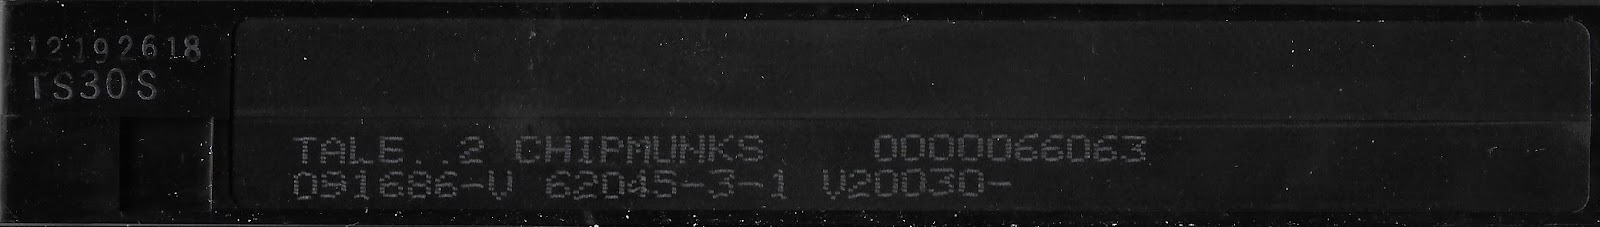 12192618
TS30S
TALE..2 CHIPMUNKS 0000066063
091686-V 62045-3-1 V20030-